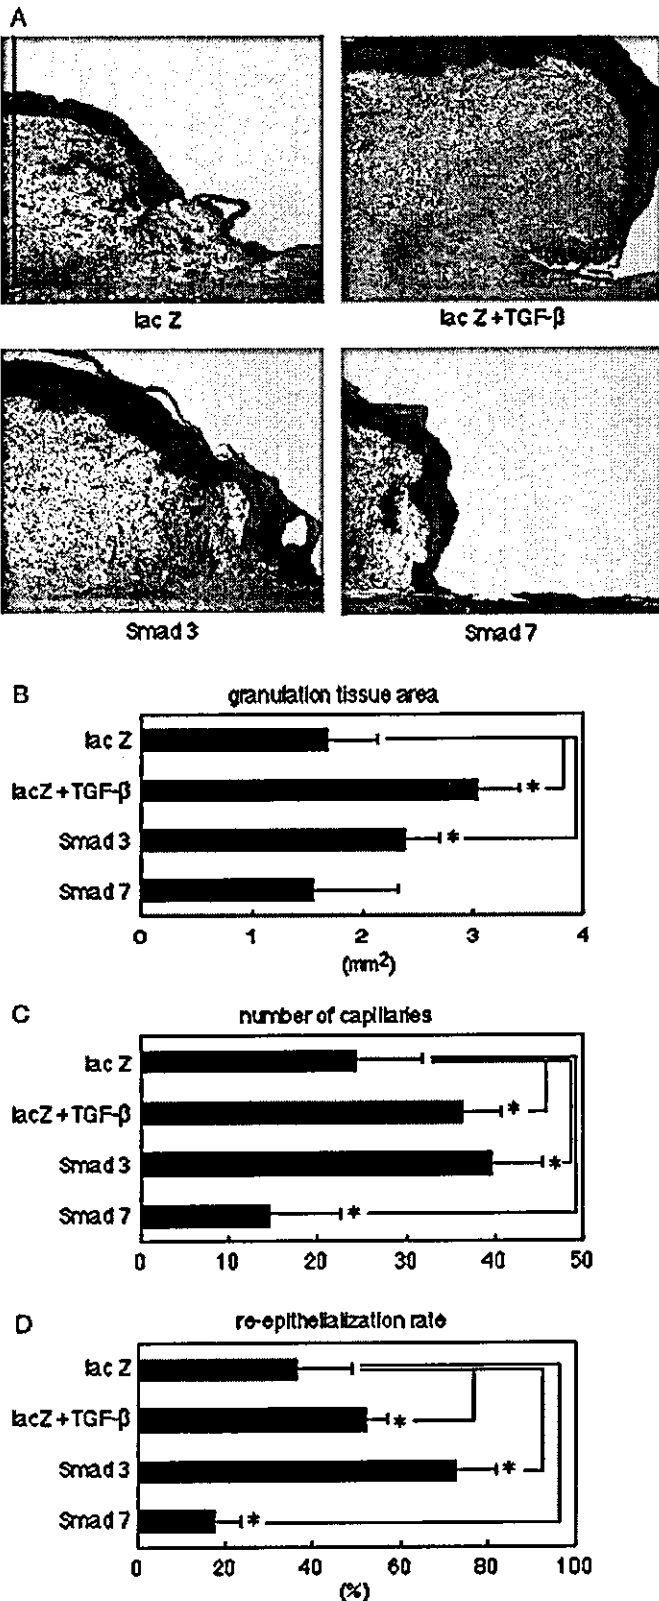 A
lac Z
lac Z +TGF-β
Smad 3
Smad 7
B
granulation tissue area
lac Z
lacZ +TGF-β
*
Smad 3
*
Smad 7
0 1 2 3 4
(mm²)
C
number of capillaries
lac Z
lacZ +TGF-β
*
Smad 3
*
Smad 7
*
0 10 20 30 40 50
D
re-epithelialization rate
lac Z
lacZ +TGF-β
*
Smad 3
*
Smad 7
*
0 20 40 60 80 100
(%)